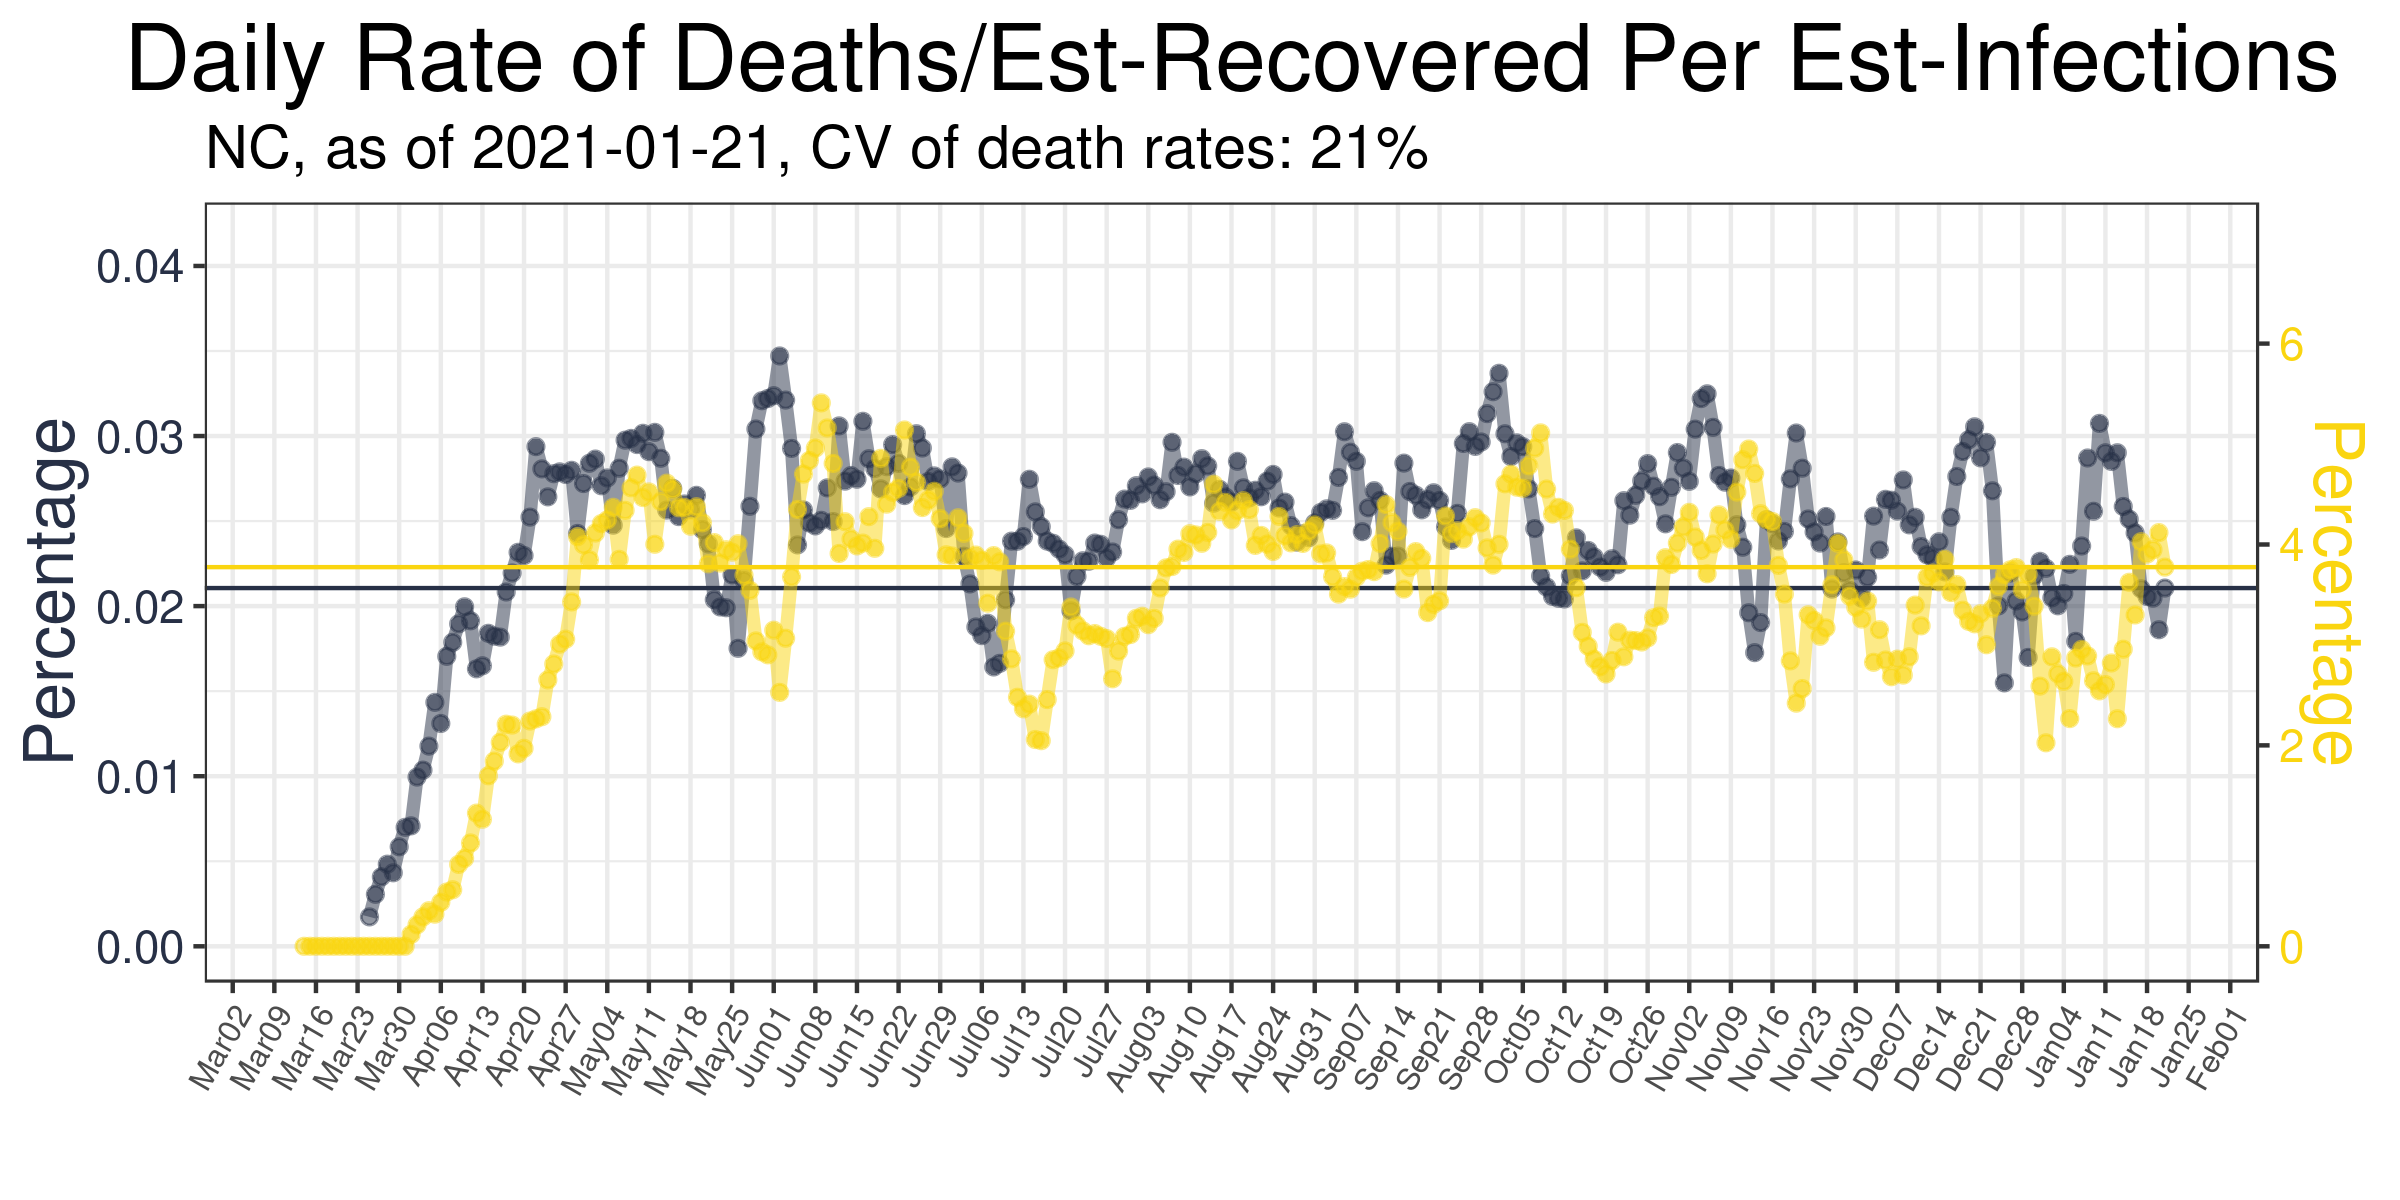 Daily Rate of Deaths/Est-Recovered Per Est-Infections
NC, as of 2021-01-21, CV of death rates: 21%
Percentage
0.04
0.03
0.02
0.01
0.00
6
4
2
0
Percentage
Mar02
Mar09
Mar16
Mar23
Mar30
Apr06
Apr13
Apr20
Apr27
May04
May11
May18
May25
Jun01
Jun08
Jun15
Jun22
Jun29
Jul06
Jul13
Jul20
Jul27
Aug03
Aug10
Aug17
Aug24
Aug31
Sep07
Sep14
Sep21
Sep28
Oct05
Oct12
Oct19
Oct26
Nov02
Nov09
Nov16
Nov23
Nov30
Dec07
Dec14
Dec21
Dec28
Jan04
Jan11
Jan18
Jan25
Feb01